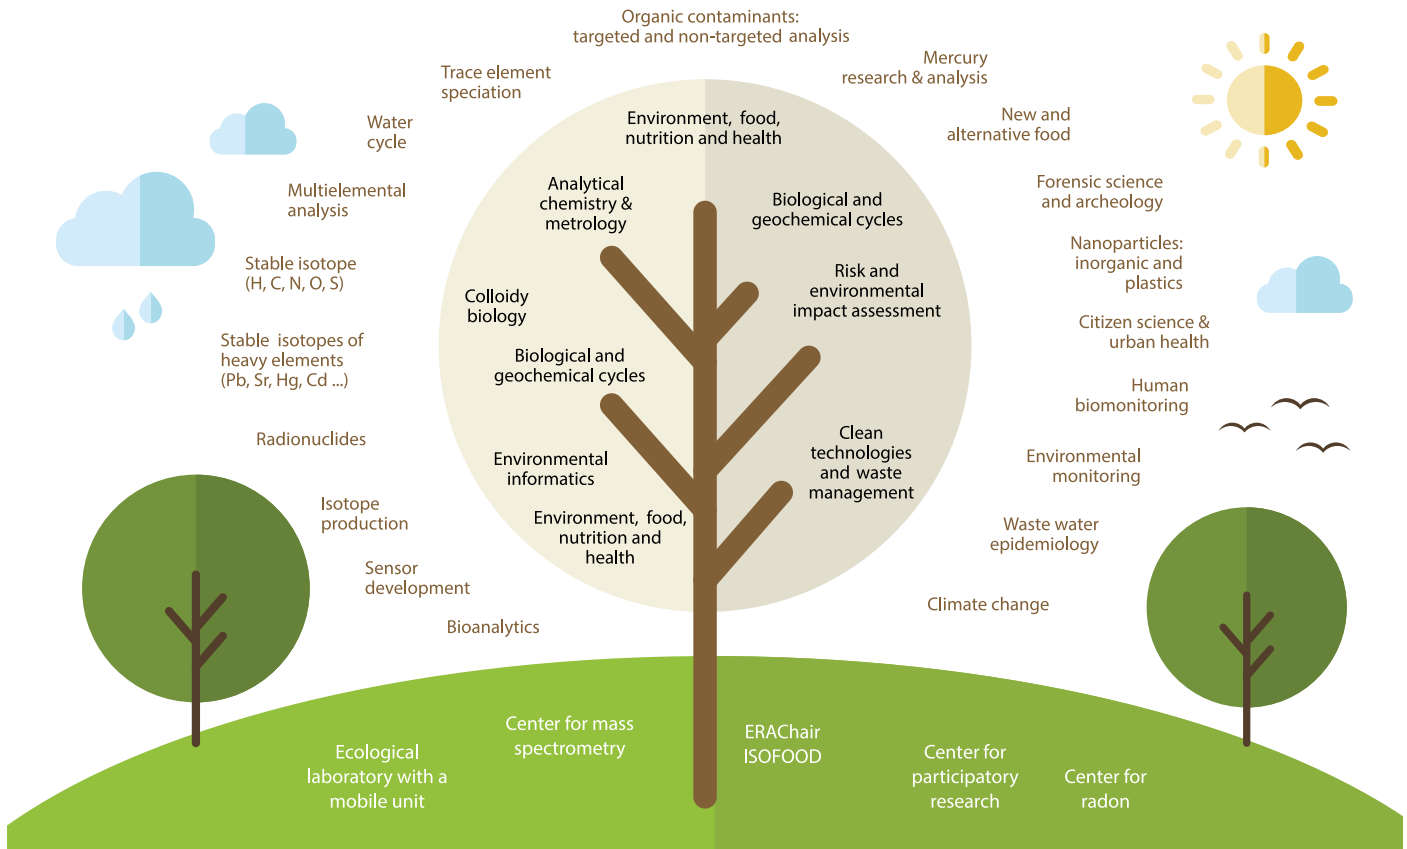 Organic contaminants:
targeted and non-targeted analysis
Trace element
speciation
Water
cycle
Multielemental
analysis
Stable isotope
(H, C, N, O, S)
Stable isotopes of
heavy elements
(Pb, Sr, Hg, Cd ...)
Radionuclides
Isotope
production
Sensor
development
Bioanalytics
Mercury
research & analysis
New and
alternative food
Forensic science
and archeology
Nanoparticles:
inorganic and
plastics
Citizen science &
urban health
Human
biomonitoring
Environmental
monitoring
Waste water
epidemiology
Climate change
Environment, food,
nutrition and health
Analytical
chemistry &
metrology
Colloidy
biology
Biological and
geochemical cycles
Environmental
informatics
Environment, food,
nutrition and
health
Biological and
geochemical cycles
Risk and
environmental
impact assessment
Clean
technologies
and waste
management
Ecological
laboratory with a
mobile unit
Center for mass
spectrometry
ERAChair
ISOFOOD
Center for
participatory
research
Center for
radon